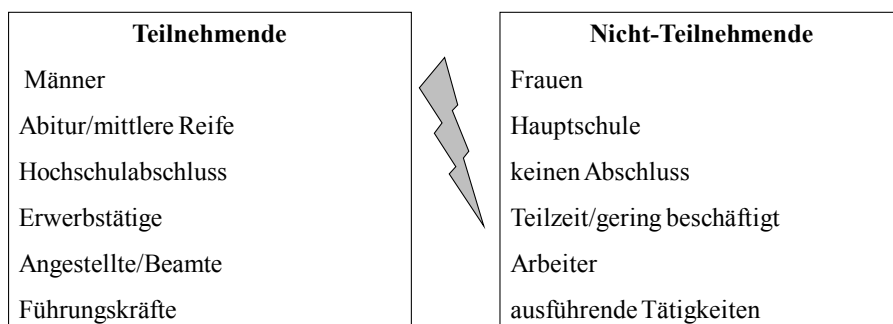 Teilnehmende
Männer
Abitur/mittlere Reife
Hochschulabschluss
Erwerbstätige
Angestellte/Beamte
Führungskräfte
Nicht-Teilnehmende
Frauen
Hauptschule
keinen Abschluss
Teilzeit/gering beschäftigt
Arbeiter
ausführende Tätigkeiten